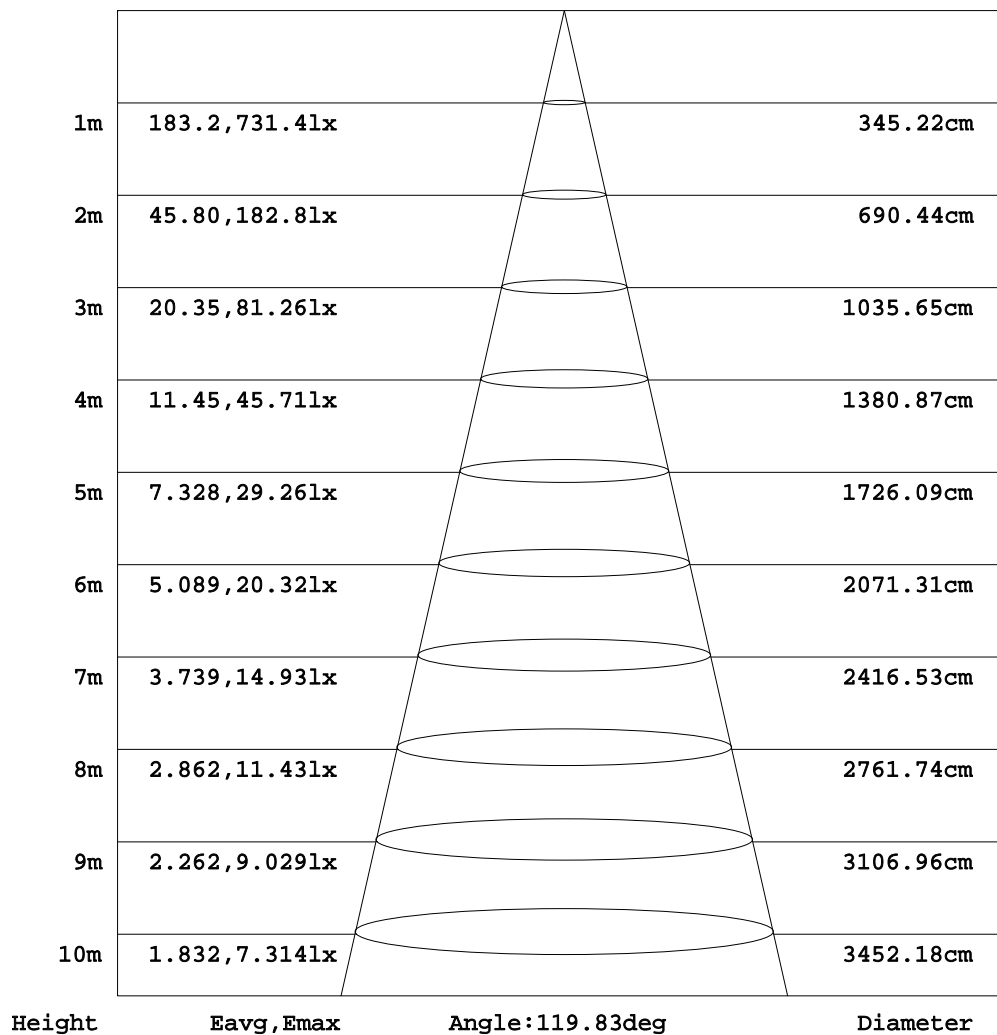 1m 183.2,731.4lx 345.22cm
2m 45.80,182.8lx 690.44cm
3m 20.35,81.26lx 1035.65cm
4m 11.45,45.71lx 1380.87cm
5m 7.328,29.26lx 1726.09cm
6m 5.089,20.32lx 2071.31cm
7m 3.739,14.93lx 2416.53cm
8m 2.862,11.43lx 2761.74cm
9m 2.262,9.029lx 3106.96cm
10m 1.832,7.314lx 3452.18cm
Height Eavg,Emax Angle:119.83deg Diameter